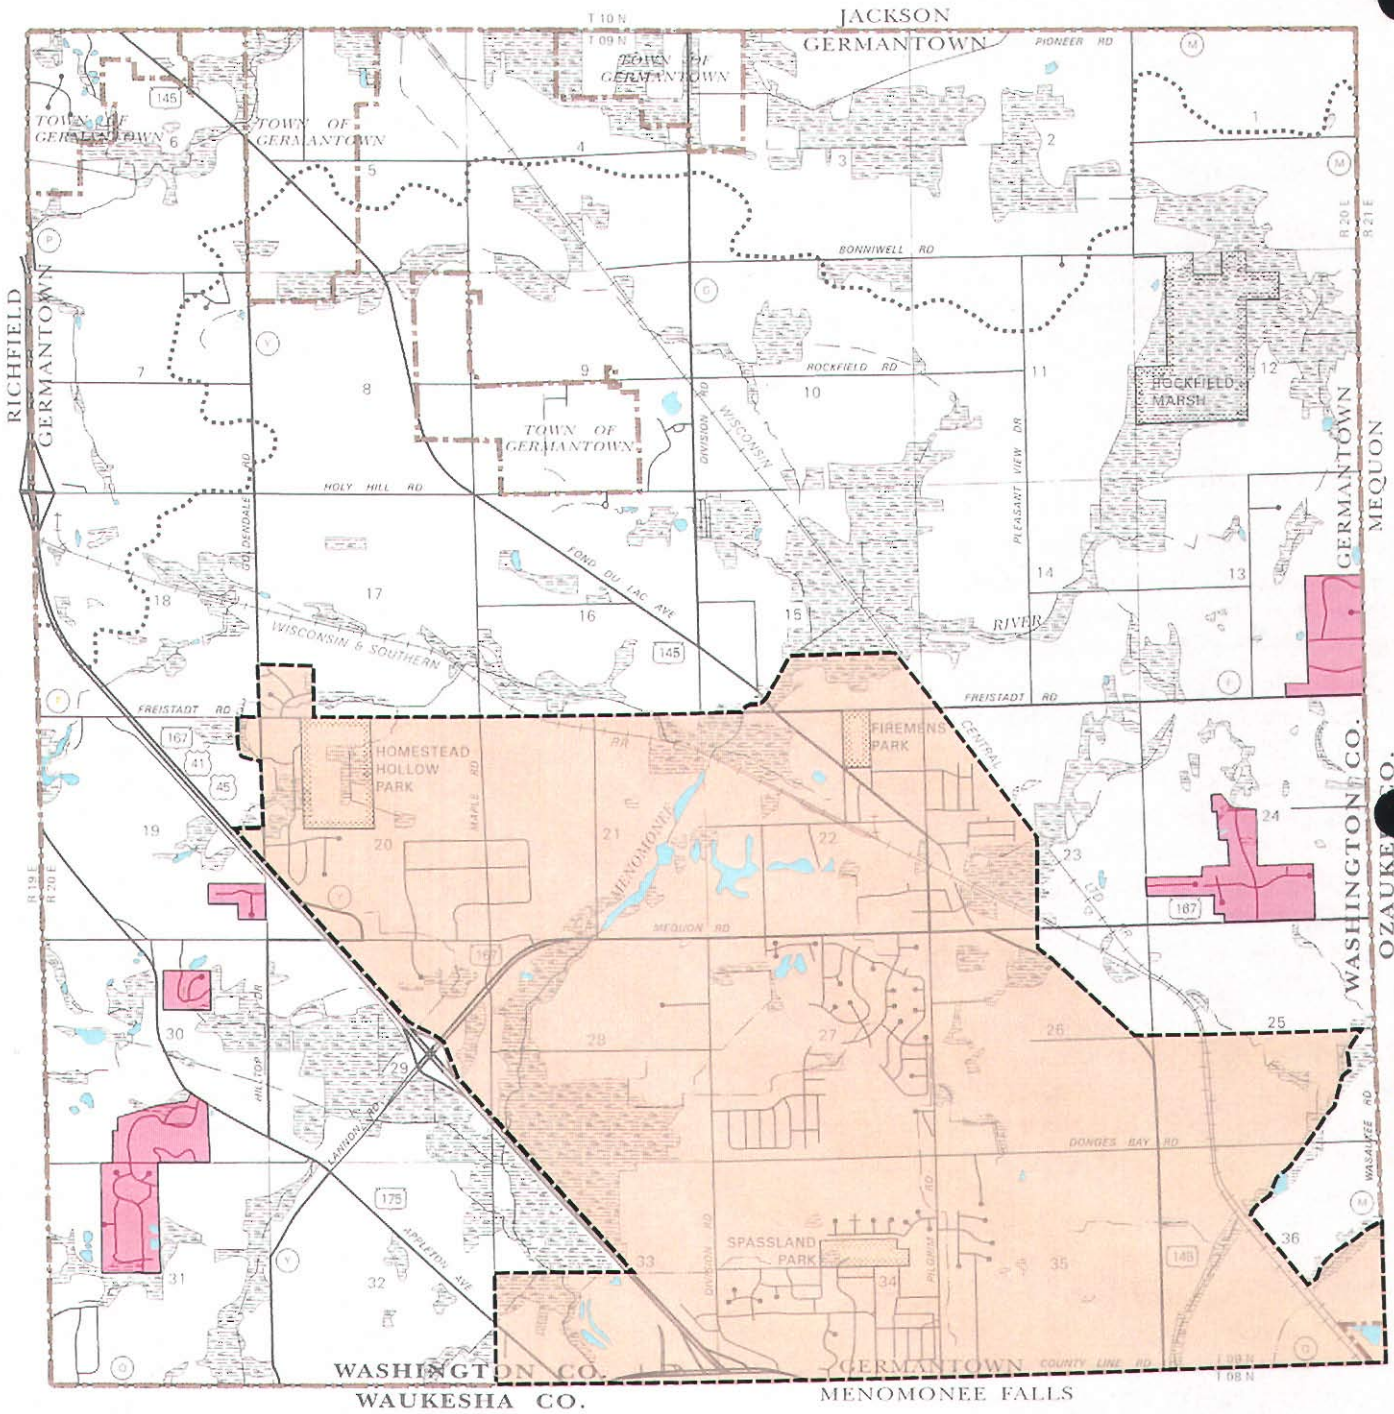 JACKSON
T 10 N
T 09 N
GERMANTOWN
PIONEER RD
M
TOWN OF
GERMANTOWN
145
TOWN OF
GERMANTOWN
6
TOWN OF
GERMANTOWN
5
4
3
2
1
M
R 20 E
R 21 E
P
BONNIWELL RD
G
RICHFIELD
GERMANTOWN
Y
7
8
9
ROCKFIELD RD
10
11
12
ROCKFIELD
MARSH
TOWN OF
GERMANTOWN
DIVISION RD
WISCONSIN
PLEASANT VIEW DR
GERMANTOWN
MEQUON
HOLY HILL RD
GOLDENDALE RD
FOND DU LAC AVE
18
17
16
15
14
13
WISCONSIN & SOUTHERN
145
RIVER
F
FREISTADT RD
FREISTADT RD
167
41
45
HOMESTEAD
HOLLOW
PARK
MAPLE RD
RR
FIREMENS
PARK
CENTRAL
19
20
21
MENOMONEE
22
23
24
LTD
167
R 19 E
R 20 E
Y
MEQUON RD
167
WASHINGTON CO.
OZAUKEE CO.
30
HILLTOP DR
29
28
27
26
25
LANNON RD
DONGES BAY RD
WASAUKEE RD
M
175
APPLETON AVE
Y
31
32
33
DIVISION RD
SPASSLAND
PARK
34
PILGRIM RD
35
145
36
Q
WASHINGTON CO.
WAUKESHA CO.
GERMANTOWN
MENOMONEE FALLS
COUNTY LINE RD
T 09 N
T 08 N